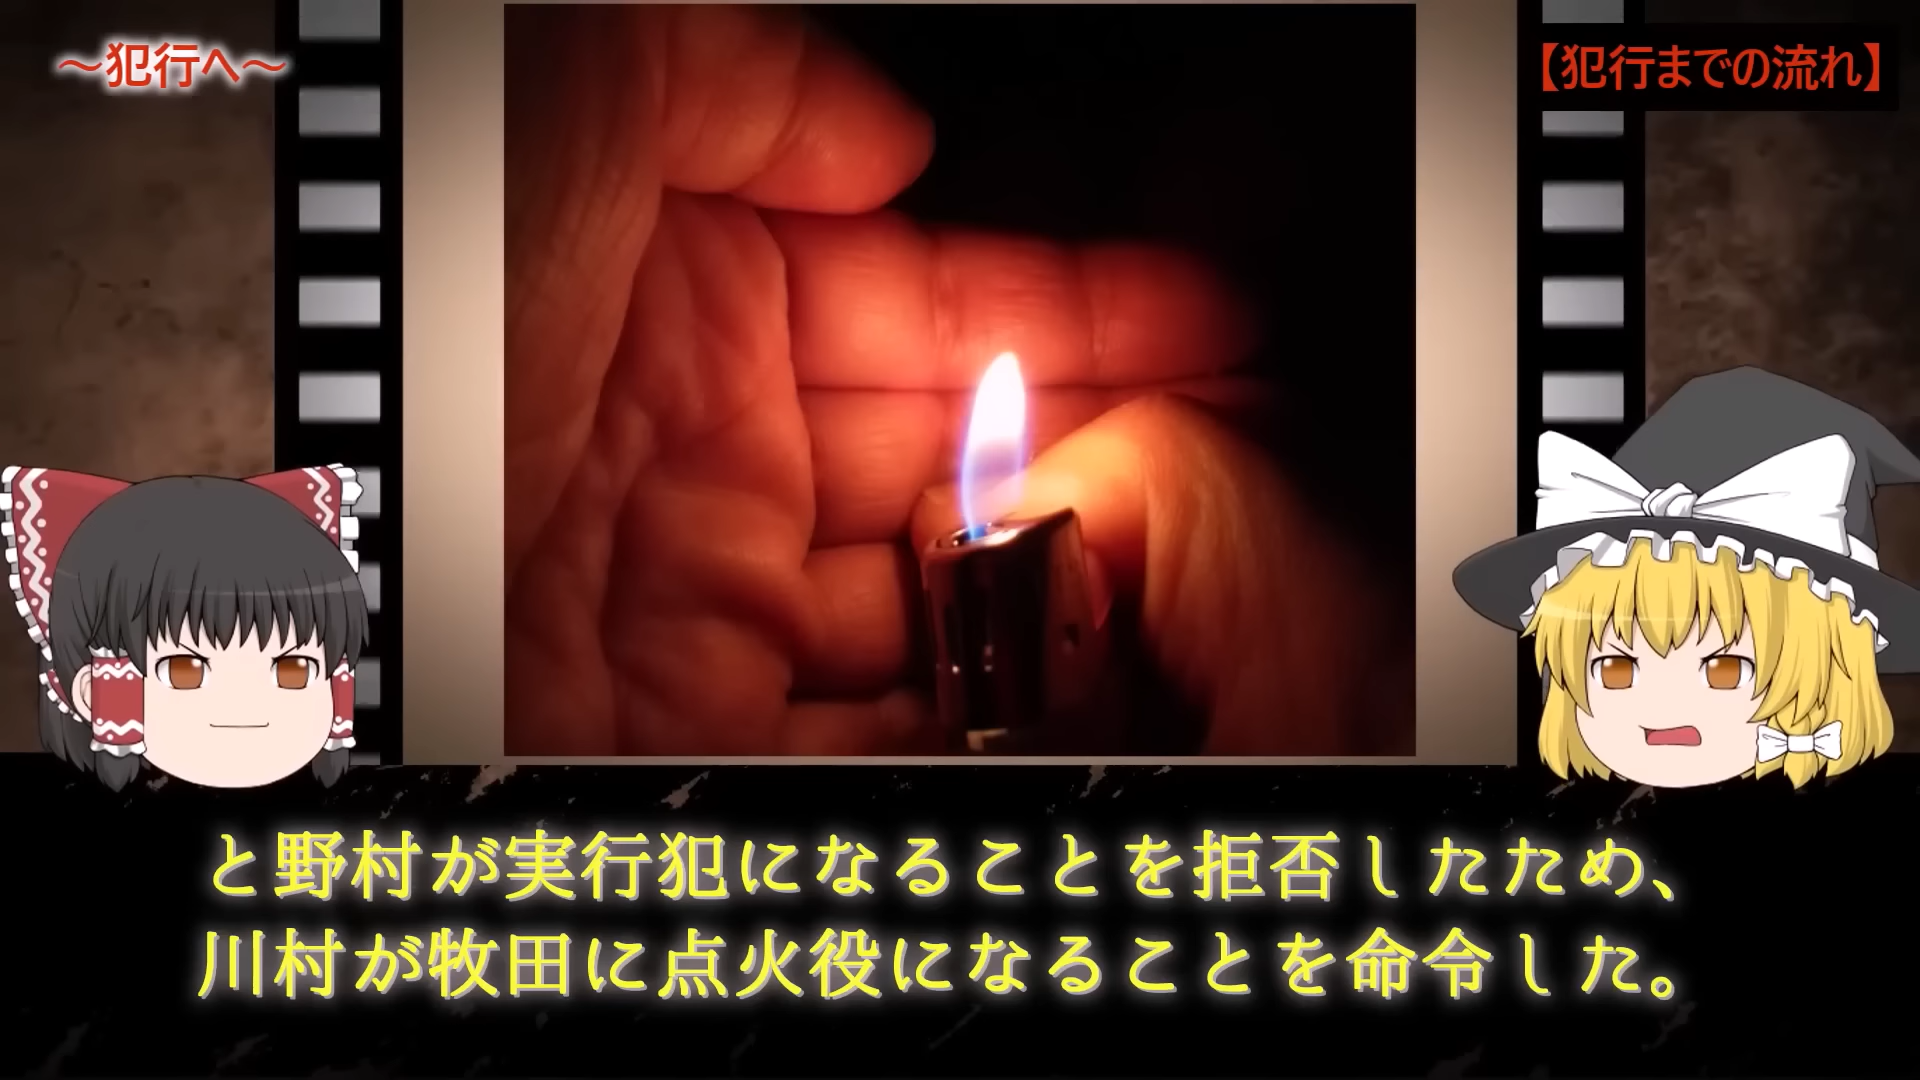 ～犯行へ～
【犯行までの流れ】
と野村が実行犯になることを拒否したため、
川村が牧田に点火役になることを命令した。